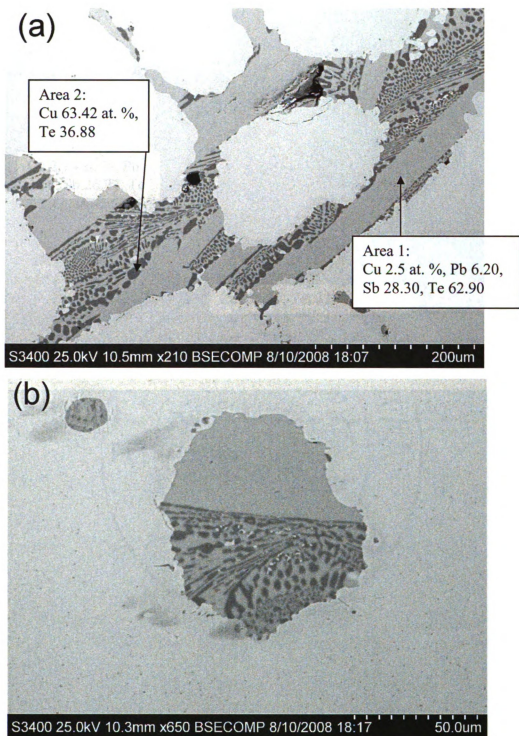 (a)
Area 2:
Cu 63.42 at. %,
Te 36.88
Area 1:
Cu 2.5 at. %, Pb 6.20,
Sb 28.30, Te 62.90
S3400 25.0kV 10.5mm x210 BSECOMP 8/10/2008 18:07 200um
(b)
S3400 25.0kV 10.3mm x650 BSECOMP 8/10/2008 18:17 50.0um